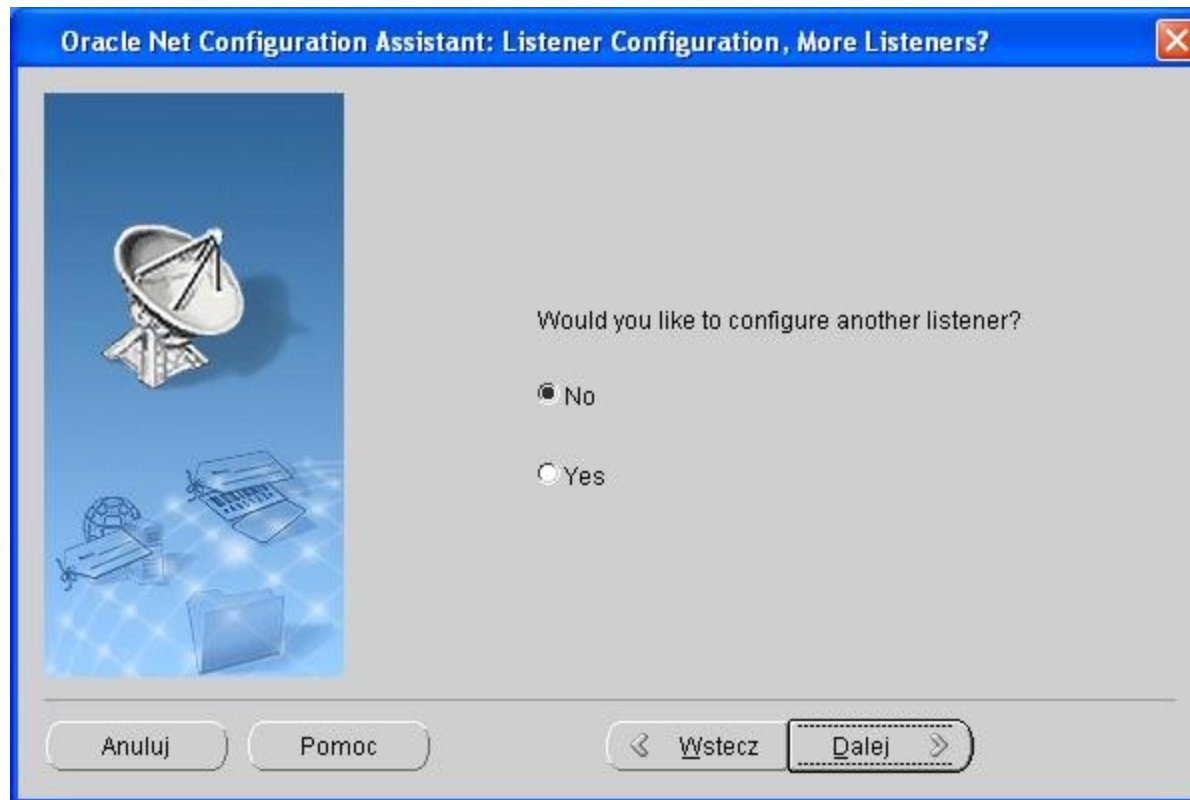 Oracle Net Configuration Assistant: Listener Configuration, More Listeners?
Would you like to configure another listener?
No
Yes
Anuluj
Pomoc
Wstecz
Dalej